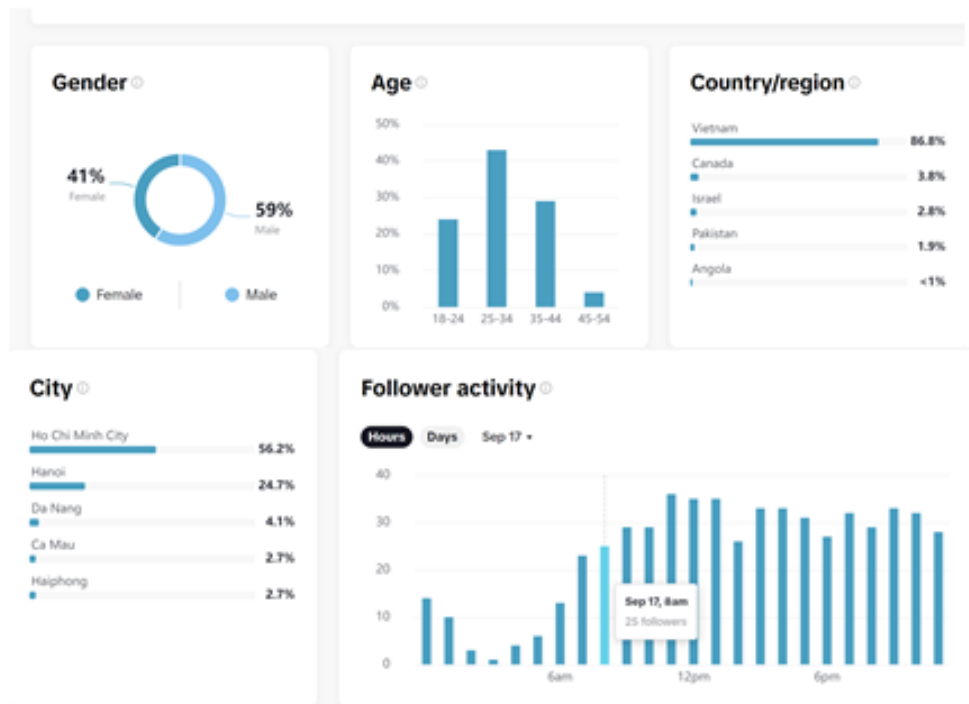 Gender
41%
Female
59%
Male
Female
Male
Age
50%
40%
30%
20%
10%
0%
18-24
25-34
35-44
45-54
Country/region
Vietnam
86.8%
Canada
3.8%
Israel
2.8%
Pakistan
1.9%
Angola
<1%
City
Ho Chi Minh City
56.2%
Hanoi
24.7%
Da Nang
4.1%
Ca Mau
2.7%
Haiphong
2.7%
Follower activity
Hours Days Sep 17
40
30
20
10
0
Sep 17, 8am
25 followers
6am 12pm 6pm